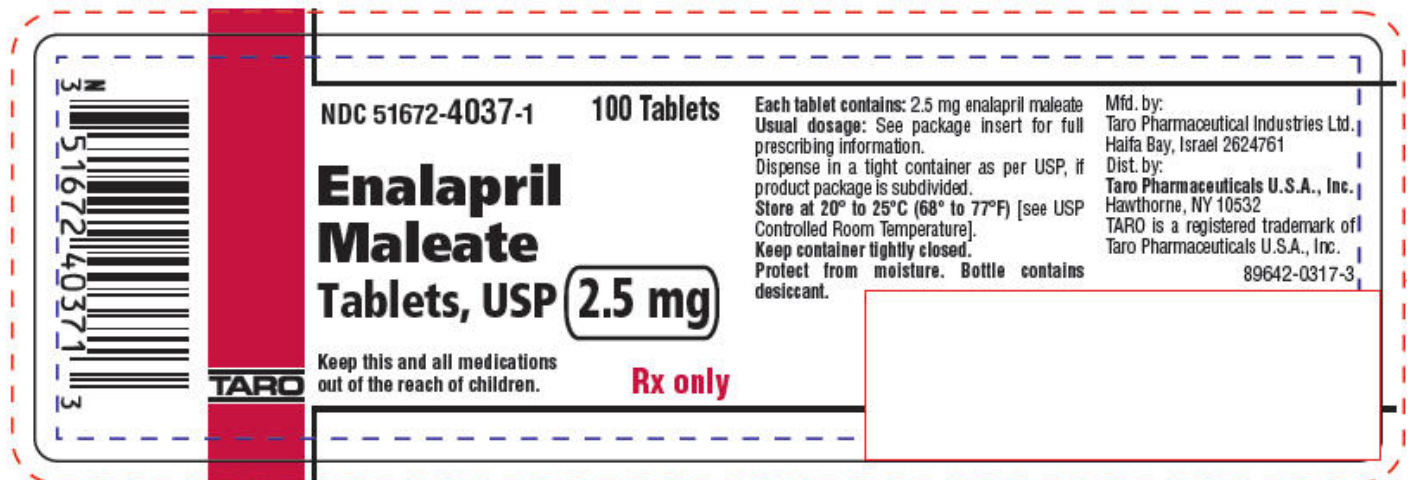 N
3
51672-40371
3
TARO
NDC 51672-4037-1
100 Tablets
Enalapril
Maleate
Tablets, USP 2.5 mg
Keep this and all medications
out of the reach of children.
Rx only
Each tablet contains: 2.5 mg enalapril maleate
Usual dosage: See package insert for full
prescribing information.
Dispense in a tight container as per USP, if
product package is subdivided.
Store at 20° to 25°C (68° to 77°F) [see USP
Controlled Room Temperature].
Keep container tightly closed.
Protect from moisture. Bottle contains
desiccant.
Mfd. by:
Taro Pharmaceutical Industries Ltd.
Haifa Bay, Israel 2624761
Dist. by:
Taro Pharmaceuticals U.S.A., Inc.
Hawthorne, NY 10532
TARO is a registered trademark of
Taro Pharmaceuticals U.S.A., Inc.
89642-0317-3